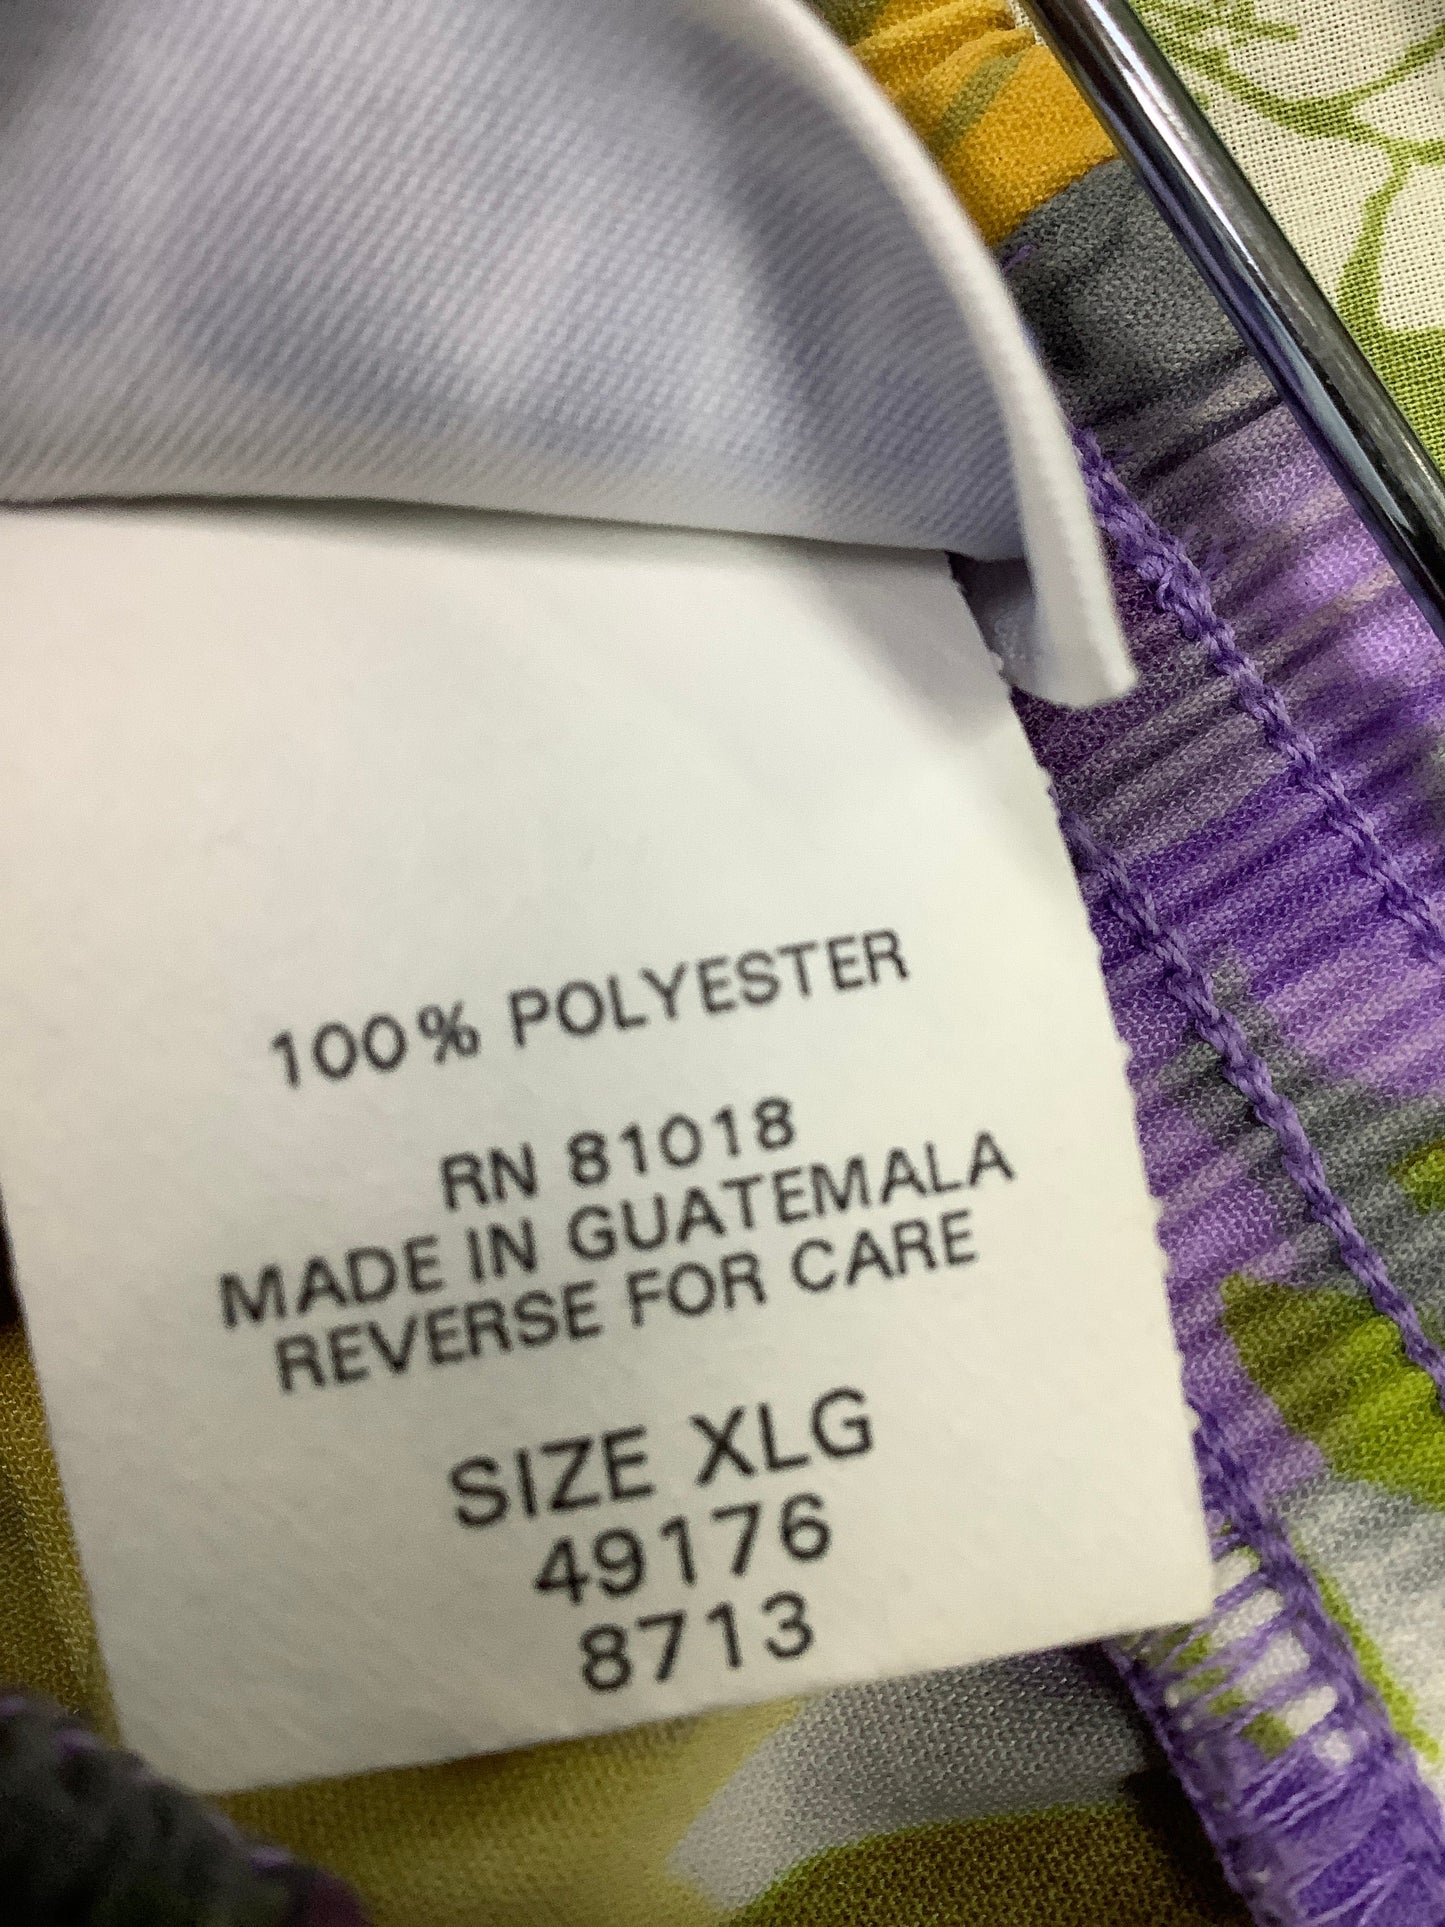 100% POLYESTER
RN 81018
MADE IN GUATEMALA
REVERSE FOR CARE
SIZE XLG
49176
8713